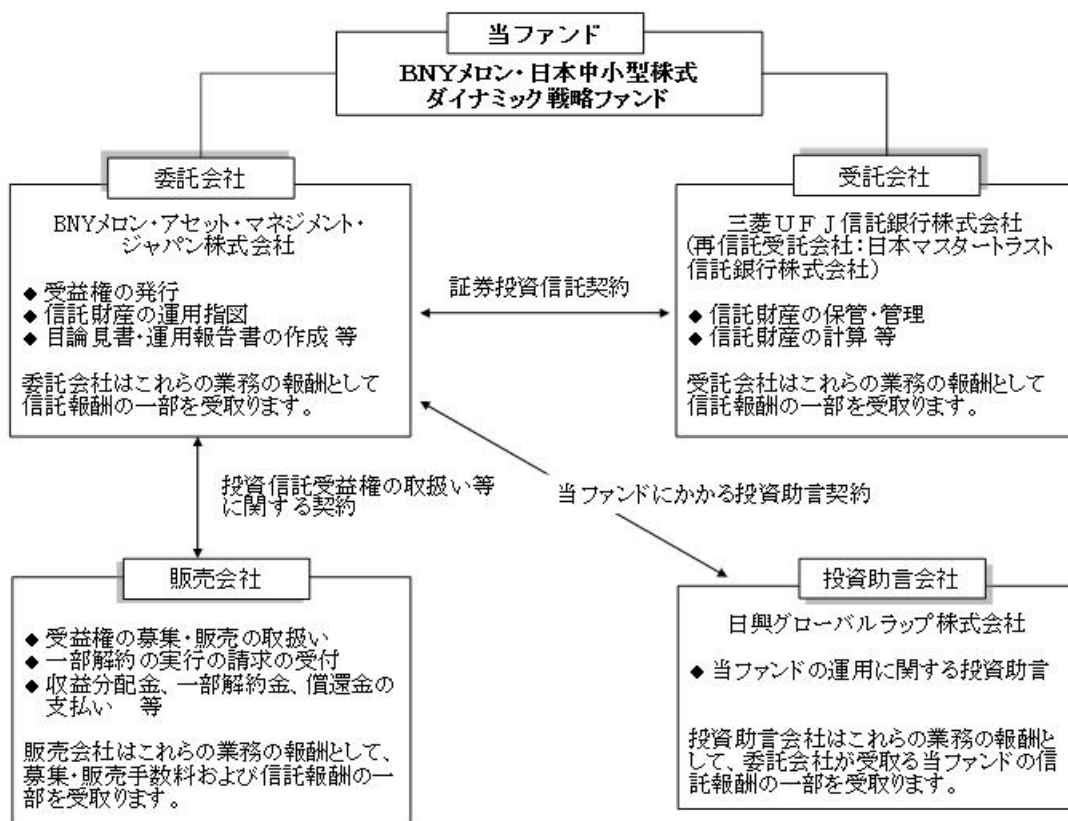 当ファンド
BNYメロン・日本中小型株式
ダイナミック戦略ファンド
委託会社
BNYメロン・アセット・マネジメント・
ジャパン株式会社
◆ 受益権の発行
◆ 信託財産の運用指図
◆ 目論見書・運用報告書の作成 等
委託会社はこれらの業務の報酬として
信託報酬の一部を受取ります。
証券投資信託契約
受託会社
三菱UFJ信託銀行株式会社
(再信託受託会社:日本マスタートラスト
信託銀行株式会社)
◆ 信託財産の保管・管理
◆ 信託財産の計算 等
受託会社はこれらの業務の報酬として
信託報酬の一部を受取ります。
投資信託受益権の取扱い等
に関する契約
当ファンドにかかる投資助言契約
販売会社
◆ 受益権の募集・販売の取扱い
◆ 一部解約の実行の請求の受付
◆ 収益分配金、一部解約金、償還金の
支払い 等
販売会社はこれらの業務の報酬として、
募集・販売手数料および信託報酬の一
部を受取ります。
投資助言会社
日興グローバルラップ株式会社
◆ 当ファンドの運用に関する投資助言
投資助言会社はこれらの業務の報酬と
して、委託会社が受取る当ファンドの信
託報酬の一部を受取ります。